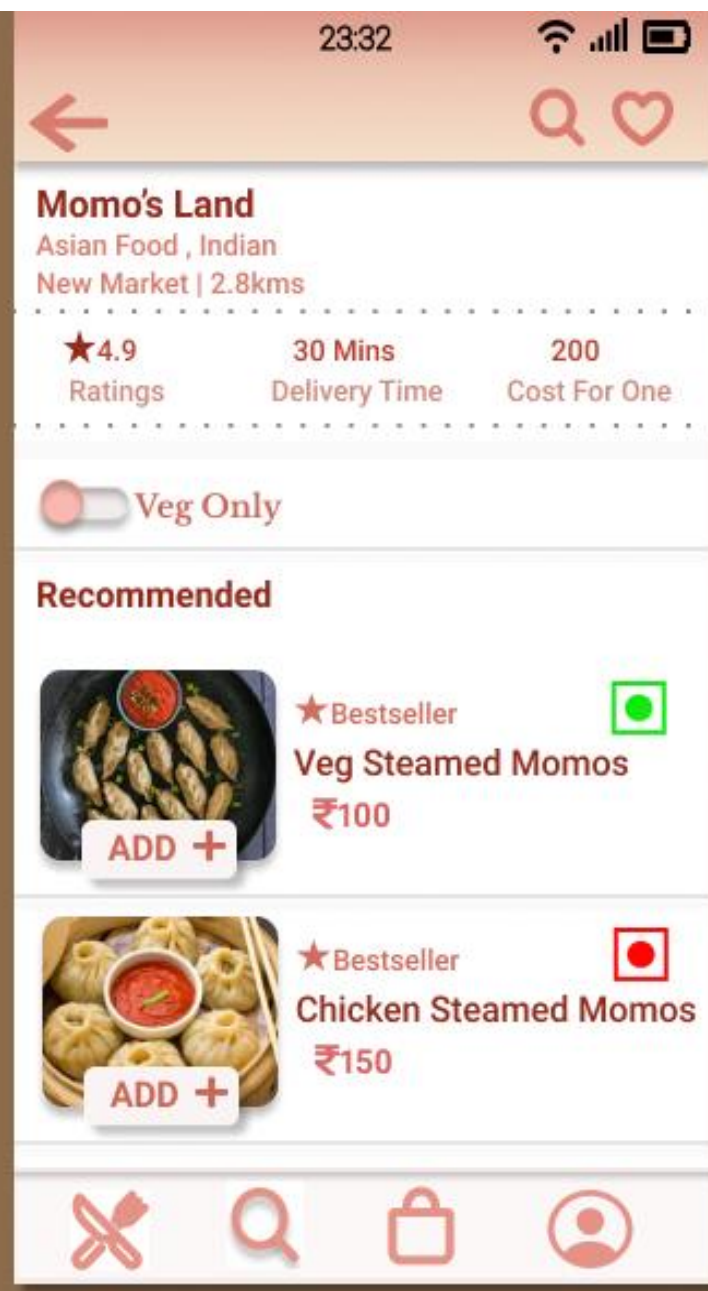 23:32
Momo's Land
Asian Food , Indian
New Market | 2.8kms
★4.9 30 Mins 200
Ratings Delivery Time Cost For One
Veg Only
Recommended
★Bestseller
Veg Steamed Momos
₹100
ADD +
★Bestseller
Chicken Steamed Momos
₹150
ADD +